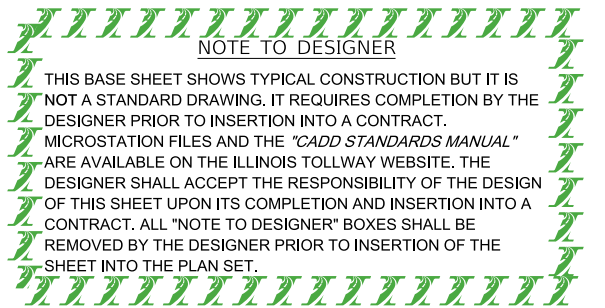 NOTE TO DESIGNER
THIS BASE SHEET SHOWS TYPICAL CONSTRUCTION BUT IT IS
NOT A STANDARD DRAWING. IT REQUIRES COMPLETION BY THE
DESIGNER PRIOR TO INSERTION INTO A CONTRACT.
MICROSTATION FILES AND THE "CADD STANDARDS MANUAL"
ARE AVAILABLE ON THE ILLINOIS TOLLWAY WEBSITE. THE
DESIGNER SHALL ACCEPT THE RESPONSIBILITY OF THE DESIGN
OF THIS SHEET UPON ITS COMPLETION AND INSERTION INTO A
CONTRACT. ALL "NOTE TO DESIGNER" BOXES SHALL BE
REMOVED BY THE DESIGNER PRIOR TO INSERTION OF THE
SHEET INTO THE PLAN SET.